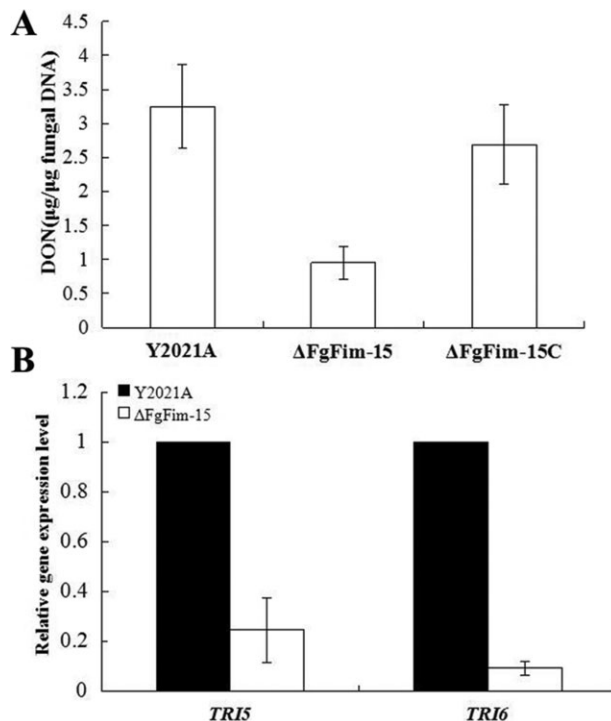 A
DON(µg/µg fungal DNA)
4.5
4
3.5
3
2.5
2
1.5
1
0.5
0
Y2021A ΔFgFim-15 ΔFgFim-15C
B
Relative gene expression level
1.2
1
0.8
0.6
0.4
0.2
0
Y2021A
ΔFgFim-15
TRI5 TRI6